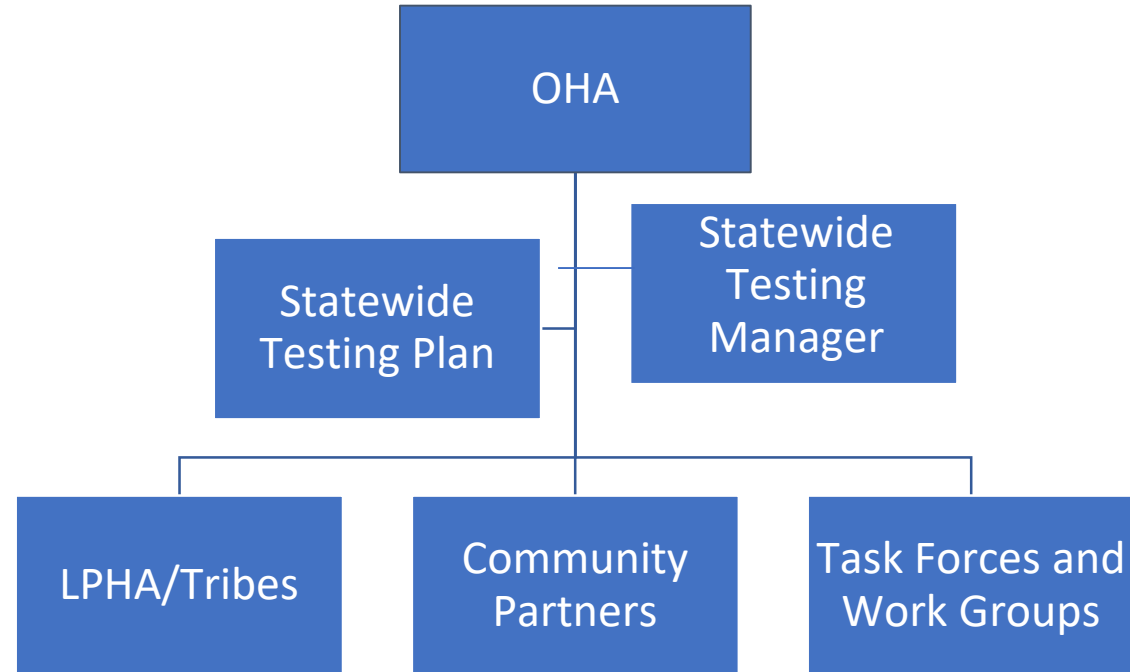 OHA
Statewide
Testing
Manager
Statewide
Testing Plan
LPHA/Tribes
Community
Partners
Task Forces and
Work Groups